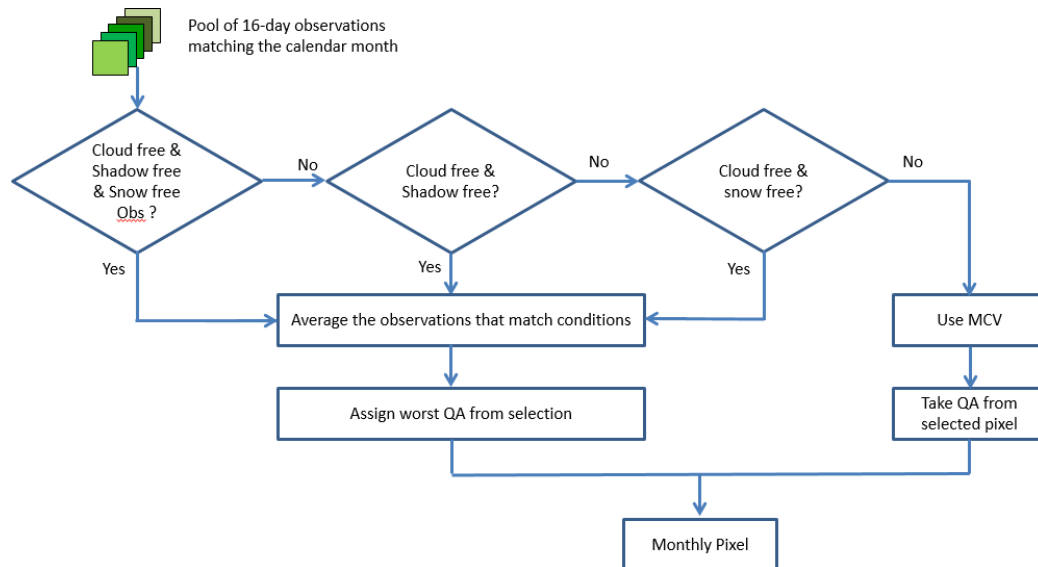 Pool of 16-day observations
matching the calendar month
Cloud free &
Shadow free
& Snow free
Obs ?
No
Cloud free &
Shadow free?
No
Cloud free &
snow free?
No
Yes
Yes
Yes
Average the observations that match conditions
Use MCV
Assign worst QA from selection
Take QA from
selected pixel
Monthly Pixel